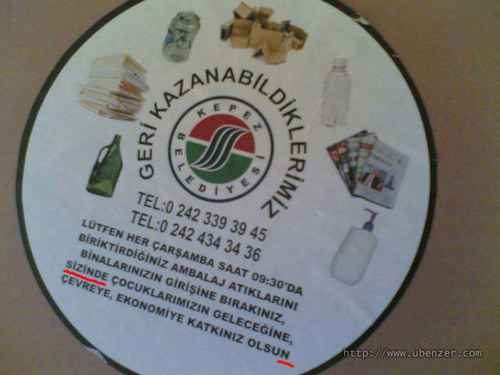 GERİ KAZANABİLDİKLERİMİZ
KEPEZ
BELEDİYESİ
TEL:0 242 339 39 45
TEL:0 242 434 34 36
LÜTFEN HER ÇARŞAMBA SAAT 09:30'DA
BİRİKTİRDİĞİNİZ AMBALAJ ATIKLARINI
BİNALARINIZIN GİRİŞİNE BIRAKINIZ,
SİZİNDE ÇOCUKLARIMIZIN GELECEĞİNE,
ÇEVREYE, EKONOMİYE KATKINIZ OLSUN
http://www.ubenzer.com